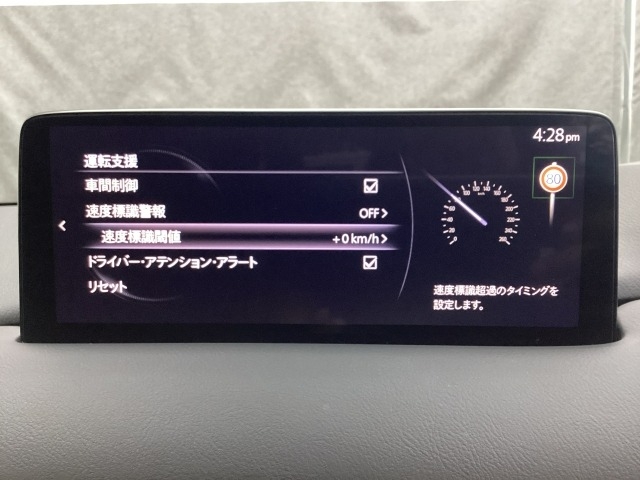 4:28pm
運転支援
車間制御
速度標識警報 OFF
速度標識閾値 +0km/h
ドライバー・アテンション・アラート
リセット
80
速度標識超過のタイミングを
設定します。